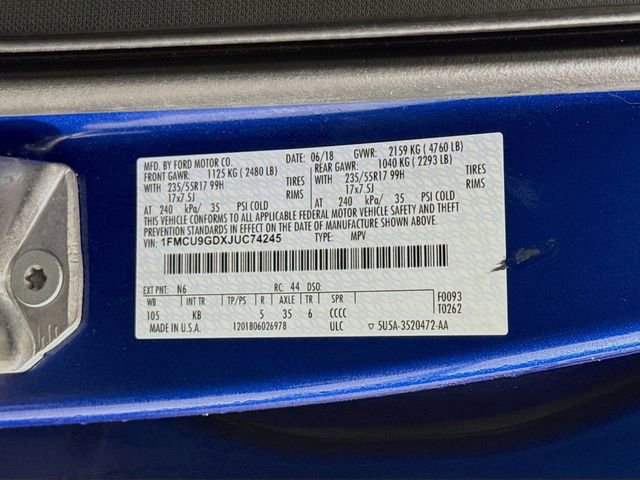 MFD. BY FORD MOTOR CO. DATE: 06/18 GVWR: 2159 KG ( 4760 LB)
FRONT GAWR: 1125 KG ( 2480 LB) REAR GAWR: 1040 KG ( 2293 LB)
WITH 235/55R17 99H TIRES WITH 235/55R17 99H TIRES
17x7.5J RIMS 17x7.5J RIMS
AT 240 kPa/ 35 PSI COLD AT 240 kPa/ 35 PSI COLD
THIS VEHICLE CONFORMS TO ALL APPLICABLE FEDERAL MOTOR VEHICLE SAFETY AND THEFT
PREVENTION STANDARDS IN EFFECT ON THE DATE OF MANUFACTURE SHOWN ABOVE.
VIN: 1FMCU9GDXJUC74245 TYPE: MPV
EXT PNT: N6 RC: 44 DSO: F0093
WB INT TR TP/PS R AXLE TR SPR T0262
105 KB 5 35 6 CCCC
MADE IN U.S.A. 1201806026978 ULC 5U5A-3520472-AA